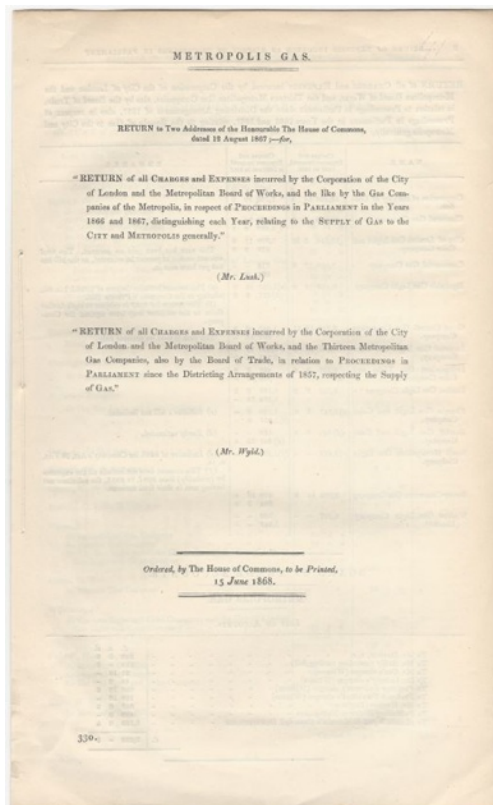 METROPOLIS GAS.
RETURN to Two Addresses of the Honourable The House of Commons,
dated 12 August 1867;—for,
"RETURN of all CHARGES and EXPENSES incurred by the Corporation of the City
of London and the Metropolitan Board of Works, and the like by the Gas Com-
panies of the Metropolis, in respect of PROCEEDINGS in PARLIAMENT in the Years
1866 and 1867, distinguishing each Year, relating to the SUPPLY of GAS to the
CITY and METROPOLIS generally."
(Mr. Lusk.)
"RETURN of all CHARGES and EXPENSES incurred by the Corporation of the City
of London and the Metropolitan Board of Works, and the Thirteen Metropolitan
Gas Companies, also by the Board of Trade, in relation to PROCEEDINGS in
PARLIAMENT since the Districting Arrangements of 1857, respecting the Supply
of GAS."
(Mr. Wyld.)
Ordered, by The House of Commons, to be Printed,
15 June 1868.
330.